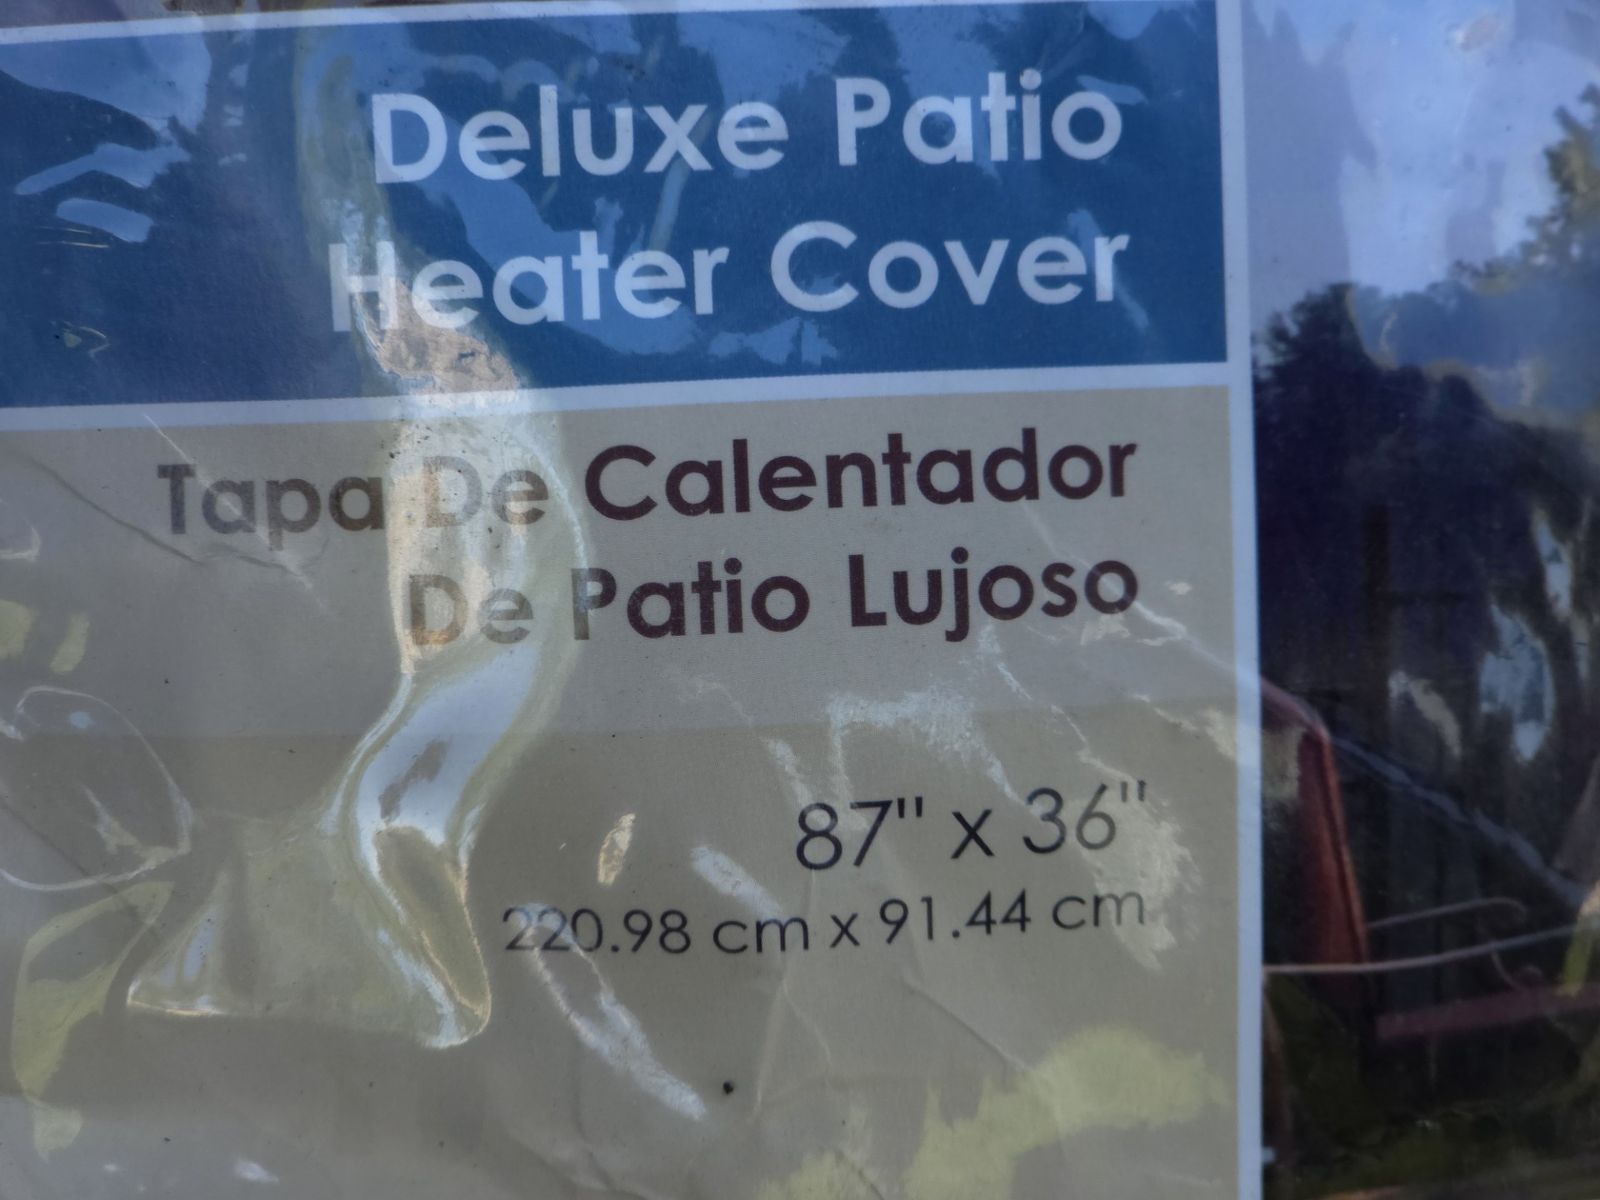 Deluxe Patio
Heater Cover
Tapa De Calentador
De Patio Lujoso
87" x 36"
220.98 cm x 91.44 cm